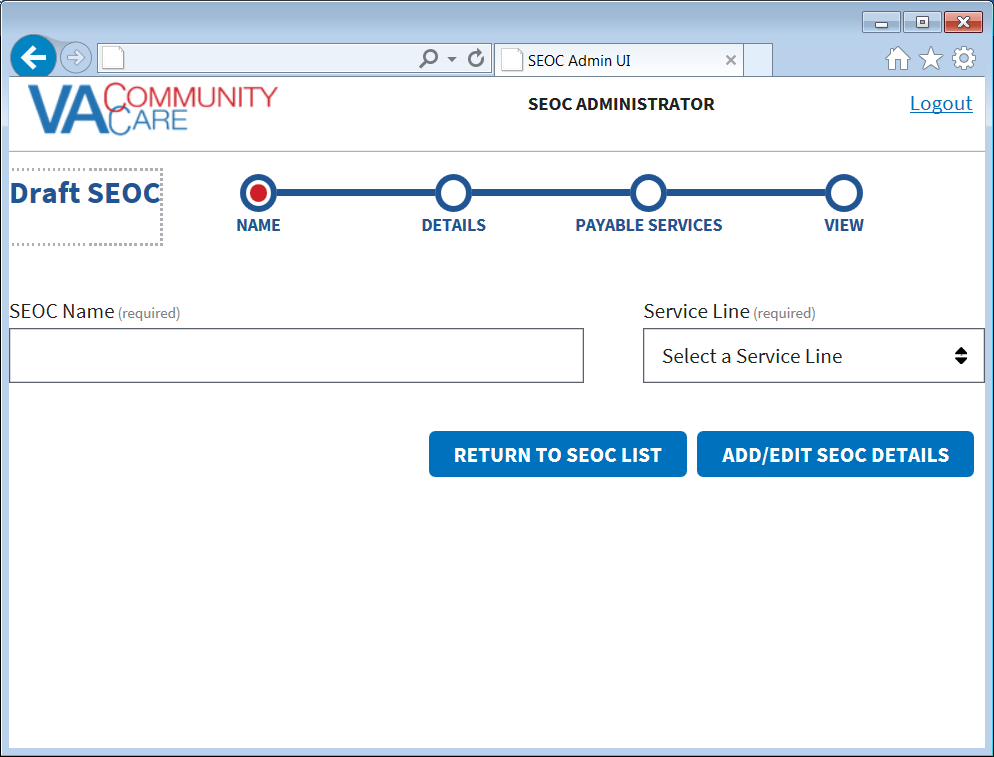 SEOC Admin UI
VA COMMUNITY CARE
SEOC ADMINISTRATOR
Logout
Draft SEOC
NAME
DETAILS
PAYABLE SERVICES
VIEW
SEOC Name (required)
Service Line (required)
Select a Service Line
RETURN TO SEOC LIST
ADD/EDIT SEOC DETAILS